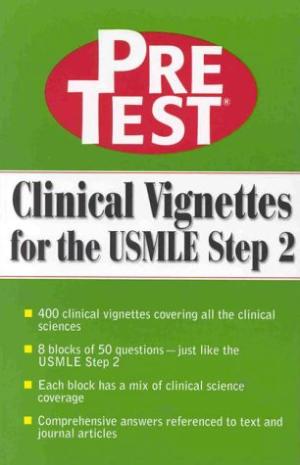 PRE
TEST®
Clinical Vignettes
for the USMLE Step 2
400 clinical vignettes covering all the clinical
sciences
8 blocks of 50 questions — just like the
USMLE Step 2
Each block has a mix of clinical science
coverage
Comprehensive answers referenced to text and
journal articles